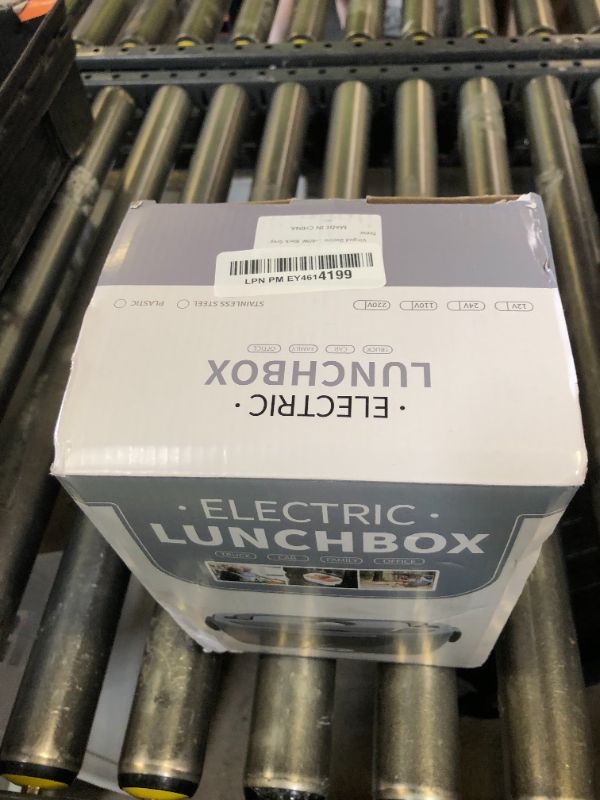 MADE IN CHINA
New
LPN PM EY4614199
12V 24V 110V 220V
STAINLESS STEEL PLASTIC
TRUCK CAR FAMILY OFFICE
LUNCHBOX
· ELECTRIC ·
· ELECTRIC ·
LUNCHBOX
TRUCK CAR FAMILY OFFICE